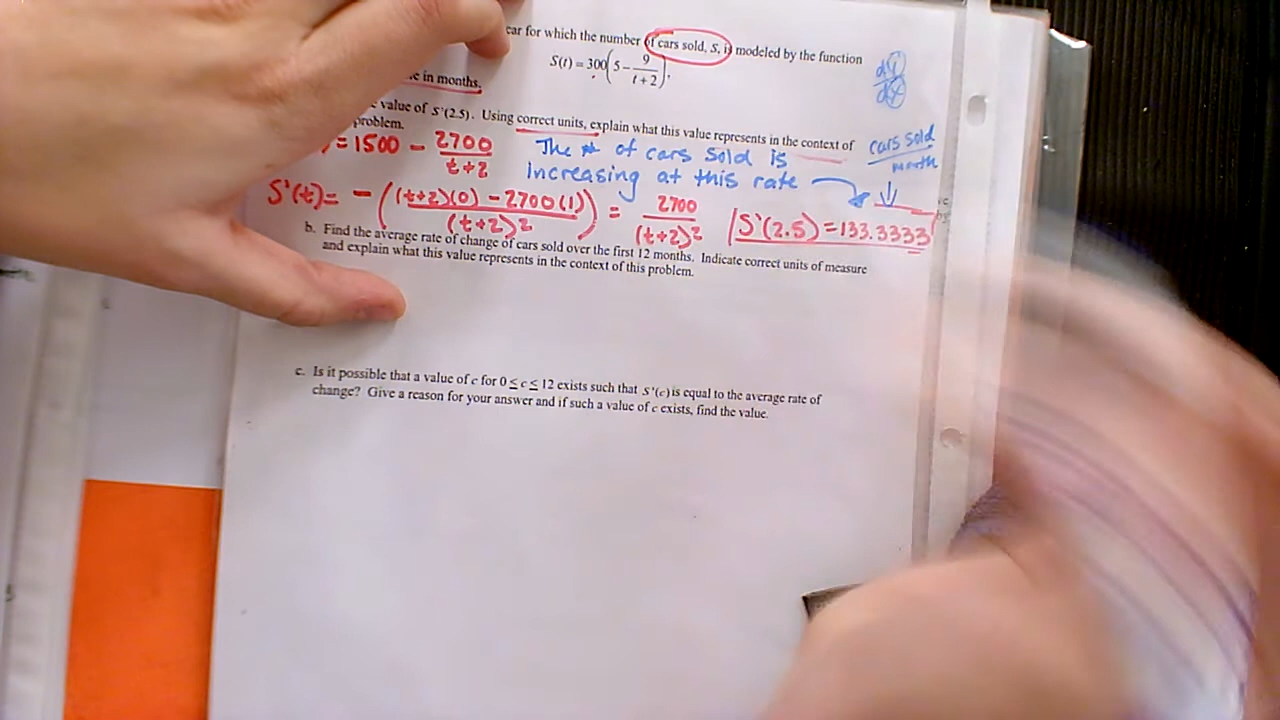 for which the number of cars sold, S, is modeled by the function
S(t) = 300(5 − 9/(t+2)),
in months.
value of S'(2.5). Using correct units, explain what this value represents in the context of
problem.
= 1500 − 2700/(t+2)
The # of cars sold is
increasing at this rate
cars sold/month
S'(t) = −(((t+2)(0) − 2700(1))/(t+2)²) = 2700/(t+2)²
S'(2.5) = 133.3333
b. Find the average rate of change of cars sold over the first 12 months. Indicate correct units of measure
and explain what this value represents in the context of this problem.
c. Is it possible that a value of c for 0 ≤ c ≤ 12 exists such that S'(c) is equal to the average rate of
change? Give a reason for your answer and if such a value of c exists, find the value.